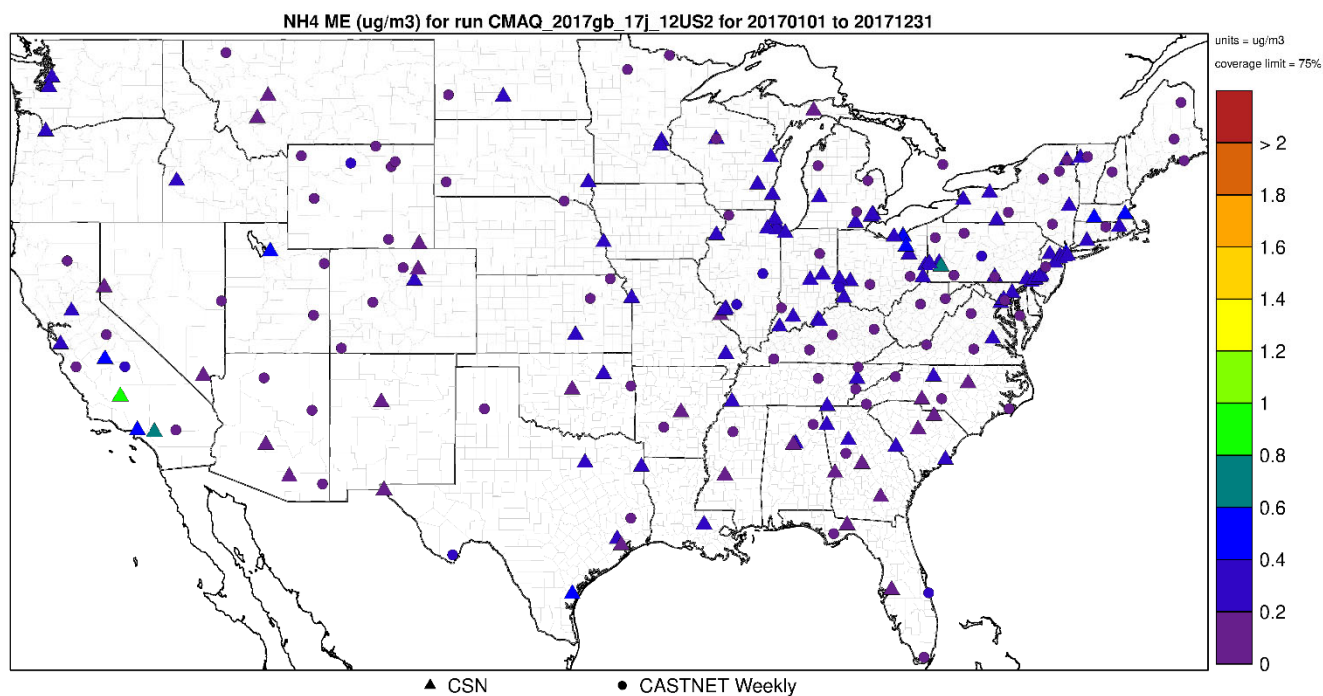 NH4 ME (ug/m3) for run CMAQ_2017gb_17j_12US2 for 20170101 to 20171231
units = ug/m3
coverage limit = 75%
> 2
1.8
1.6
1.4
1.2
1
0.8
0.6
0.4
0.2
0
CSN
CASTNET Weekly